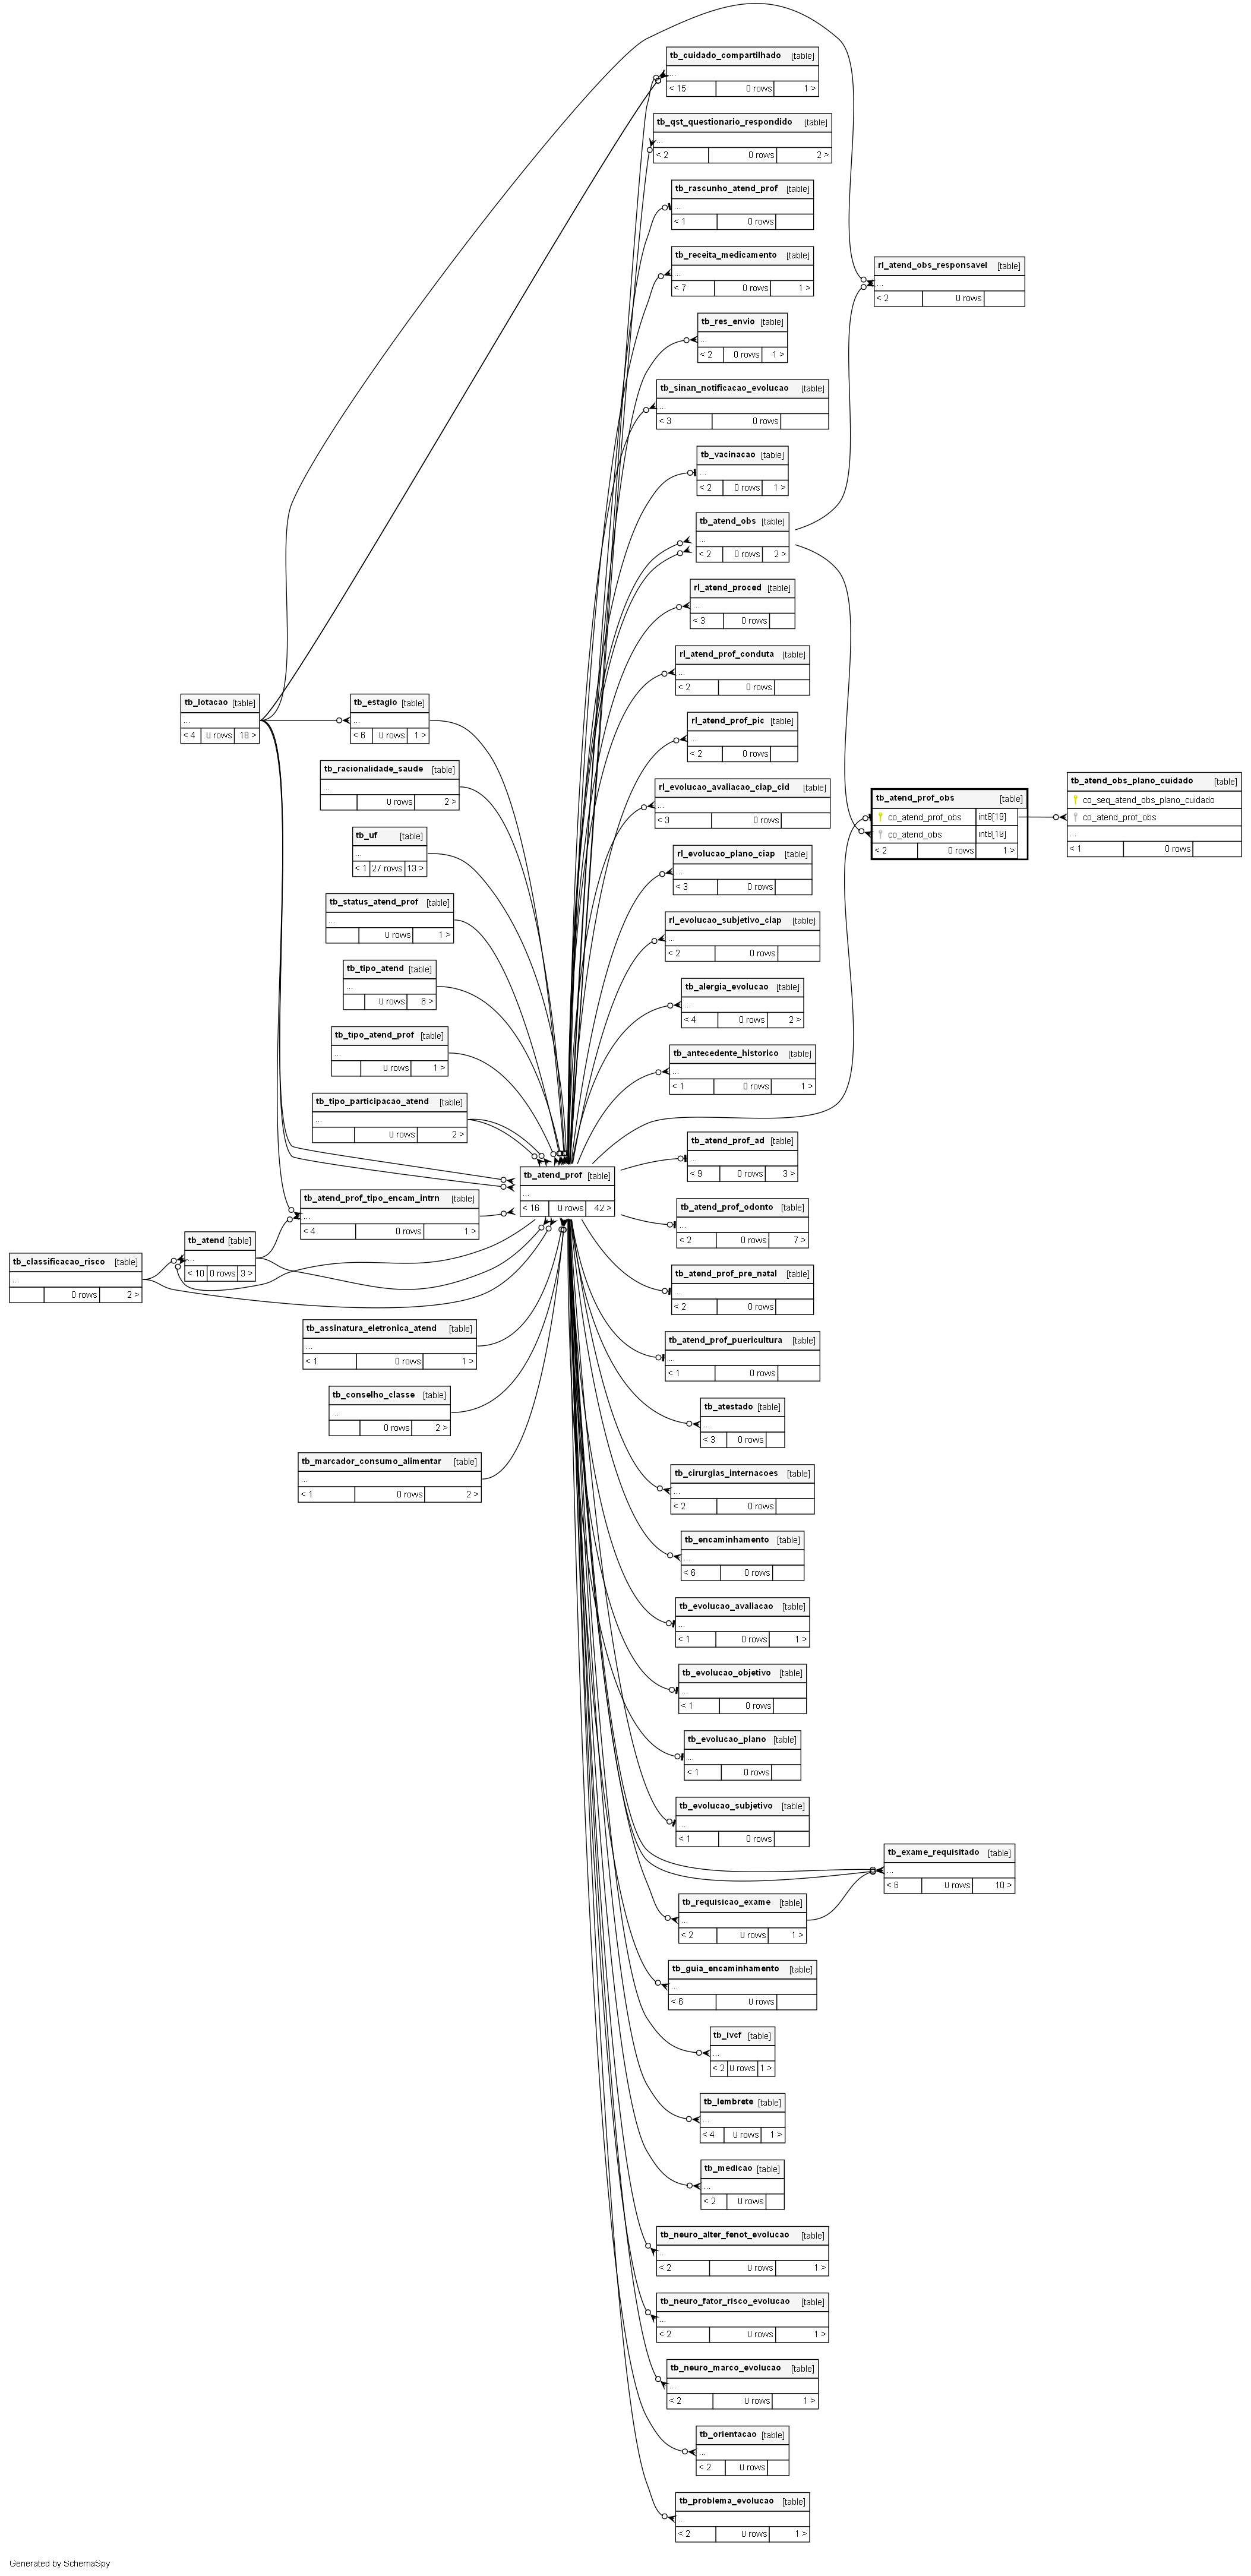 tb_cuidado_compartilhado [table]
...
< 15 0 rows 1 >
tb_qst_questionario_respondido [table]
...
< 2 0 rows 2 >
tb_rascunho_atend_prof [table]
...
< 1 0 rows
tb_receita_medicamento [table]
...
< 7 0 rows 1 >
rl_atend_obs_responsavel [table]
...
< 2 0 rows
tb_res_envio [table]
...
< 2 0 rows 1 >
tb_sinan_notificacao_evolucao [table]
...
< 3 0 rows
tb_vacinacao [table]
...
< 2 0 rows 1 >
tb_atend_obs [table]
...
< 2 0 rows 2 >
rl_atend_proced [table]
...
< 3 0 rows
rl_atend_prof_conduta [table]
...
< 2 0 rows
tb_lotacao [table]
...
< 4 0 rows 18 >
tb_estagio [table]
...
< 6 0 rows 1 >
rl_atend_prof_pic [table]
...
< 2 0 rows
tb_racionalidade_saude [table]
...
0 rows 2 >
rl_evolucao_avaliacao_ciap_cid [table]
...
< 3 0 rows
tb_atend_prof_obs [table]
co_atend_prof_obs int8[19]
co_atend_obs int8[19]
< 2 0 rows 1 >
tb_atend_obs_plano_cuidado [table]
co_seq_atend_obs_plano_cuidado
co_atend_prof_obs
...
< 1 0 rows
tb_uf [table]
...
< 1 27 rows 13 >
rl_evolucao_plano_ciap [table]
...
< 3 0 rows
tb_status_atend_prof [table]
...
0 rows 1 >
rl_evolucao_subjetivo_ciap [table]
...
< 2 0 rows
tb_tipo_atend [table]
...
0 rows 6 >
tb_alergia_evolucao [table]
...
< 4 0 rows 2 >
tb_tipo_atend_prof [table]
...
0 rows 1 >
tb_antecedente_historico [table]
...
< 1 0 rows 1 >
tb_tipo_participacao_atend [table]
...
0 rows 2 >
tb_atend_prof_ad [table]
...
< 9 0 rows 3 >
tb_atend_prof [table]
...
< 16 0 rows 42 >
tb_atend_prof_tipo_encam_intrn [table]
...
< 4 0 rows 1 >
tb_atend_prof_odonto [table]
...
< 2 0 rows 7 >
tb_atend [table]
...
< 10 0 rows 3 >
tb_classificacao_risco [table]
...
0 rows 2 >
tb_atend_prof_pre_natal [table]
...
< 2 0 rows
tb_assinatura_eletronica_atend [table]
...
< 1 0 rows 1 >
tb_atend_prof_puericultura [table]
...
< 1 0 rows
tb_conselho_classe [table]
...
0 rows 2 >
tb_atestado [table]
...
< 3 0 rows
tb_marcador_consumo_alimentar [table]
...
< 1 0 rows 2 >
tb_cirurgias_internacoes [table]
...
< 2 0 rows
tb_encaminhamento [table]
...
< 6 0 rows
tb_evolucao_avaliacao [table]
...
< 1 0 rows 1 >
tb_evolucao_objetivo [table]
...
< 1 0 rows
tb_evolucao_plano [table]
...
< 1 0 rows
tb_evolucao_subjetivo [table]
...
< 1 0 rows
tb_exame_requisitado [table]
...
< 6 0 rows 10 >
tb_requisicao_exame [table]
...
< 2 0 rows 1 >
tb_guia_encaminhamento [table]
...
< 6 0 rows
tb_ivcf [table]
...
< 2 0 rows 1 >
tb_lembrete [table]
...
< 4 0 rows 1 >
tb_medicao [table]
...
< 2 0 rows
tb_neuro_alter_fenot_evolucao [table]
...
< 2 0 rows 1 >
tb_neuro_fator_risco_evolucao [table]
...
< 2 0 rows 1 >
tb_neuro_marco_evolucao [table]
...
< 2 0 rows 1 >
tb_orientacao [table]
...
< 2 0 rows
tb_problema_evolucao [table]
...
< 2 0 rows 1 >
Generated by SchemaSpy